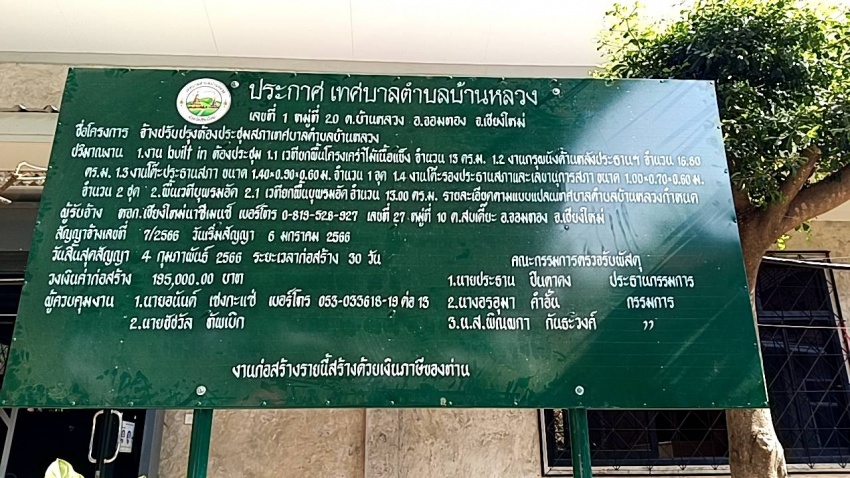 ประกาศ เทศบาลตำบลบ้านหลวง
เลขที่ 1 หมู่ที่ 20 ต.บ้านหลวง อ.จอมทอง จ.เชียงใหม่
ชื่อโครงการ จ้างปรับปรุงห้องประชุมสภาเทศบาลตำบลบ้านหลวง
ปริมาณงาน 1.งาน built in ห้องประชุม 1.1 เวทียกพื้นโครงคร่าวไม้เนื้อแข็ง จำนวน 13 ตร.ม. 1.2 งานกรุผนังด้านหลังประธานฯ จำนวน 16.80
ตร.ม. 1.3 งานโต๊ะประธานสภา ขนาด 1.40×0.90×0.60 ม. จำนวน 1 ชุด 1.4 งานโต๊ะรองประธานสภาและเลขานุการสภา ขนาด 1.00×0.70×0.60 ม.
จำนวน 2 ชุด 2.พื้นเวทีปูพรมอัด 2.1 เวทียกพื้นปูพรมอัด จำนวน 13.00 ตร.ม. รายละเอียดตามแบบแปลนเทศบาลตำบลบ้านหลวงกำหนด
ผู้รับจ้าง หจก.เชียงใหม่นาซีเมนซ์ เบอร์โทร 0-819-528-927 เลขที่ 27 หมู่ที่ 10 ต.สบเตี๊ยะ อ.จอมทอง จ.เชียงใหม่
สัญญาจ้างเลขที่ 7/2566 วันเริ่มสัญญา 6 มกราคม 2566
วันสิ้นสุดสัญญา 4 กุมภาพันธ์ 2566 ระยะเวลาก่อสร้าง 30 วัน
คณะกรรมการตรวจรับพัสดุ
วงเงินค่าก่อสร้าง 195,000.00 บาท
1.นายประธาน ปินตาดง ประธานกรรมการ
ผู้ควบคุมงาน 1.นายอนันต์ เซงกะแซ่ เบอร์โทร 053-033618-19 ต่อ 13
2.นางอรอุมา คำอั้น กรรมการ
2.นายชัชวัล ทัพเบิก
3.น.ส.พิณผกา กันธะวงค์ ,,
งานก่อสร้างรายนี้สร้างด้วยเงินภาษีของท่าน